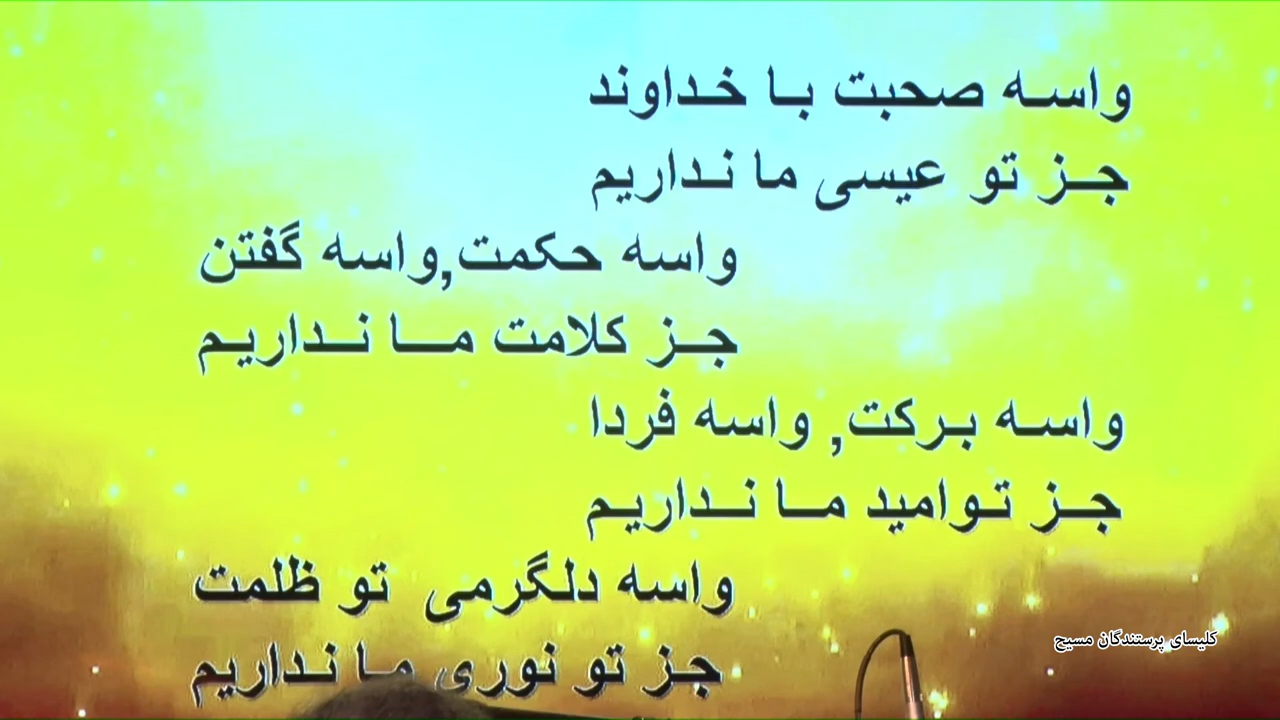 واسه صحبت با خداوند
جز تو عیسی ما نداریم
واسه حکمت,واسه گفتن
جز کلامت ما نداریم
واسه برکت, واسه فردا
جز توامید ما نداریم
واسه دلگرمی تو ظلمت
جز تو نوری ما نداریم
کلیسای پرستندگان مسیح